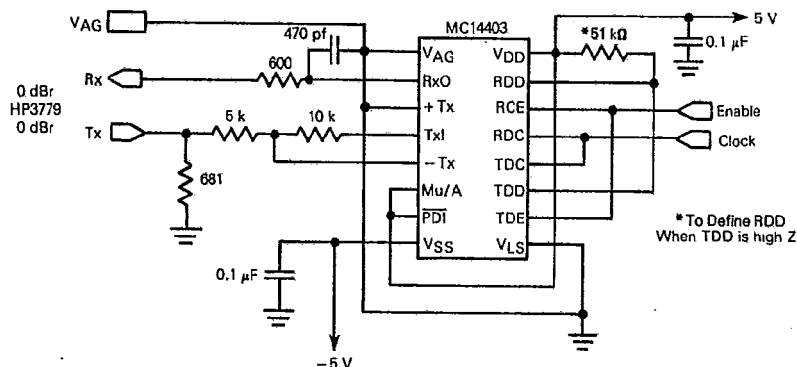 VAG
470 pf
600
Rx
0 dBr
HP3779
0 dBr
Tx
5 k
10 k
681
0.1 µF
−5 V
MC14403
VAG
RxO
+ Tx
TxI
− Tx
Mu/A
PDI
VSS
VDD
RDD
RCE
RDC
TDC
TDD
TDE
VLS
5 V
*51 kΩ
0.1 µF
Enable
Clock
* To Define RDD
When TDD is high Z